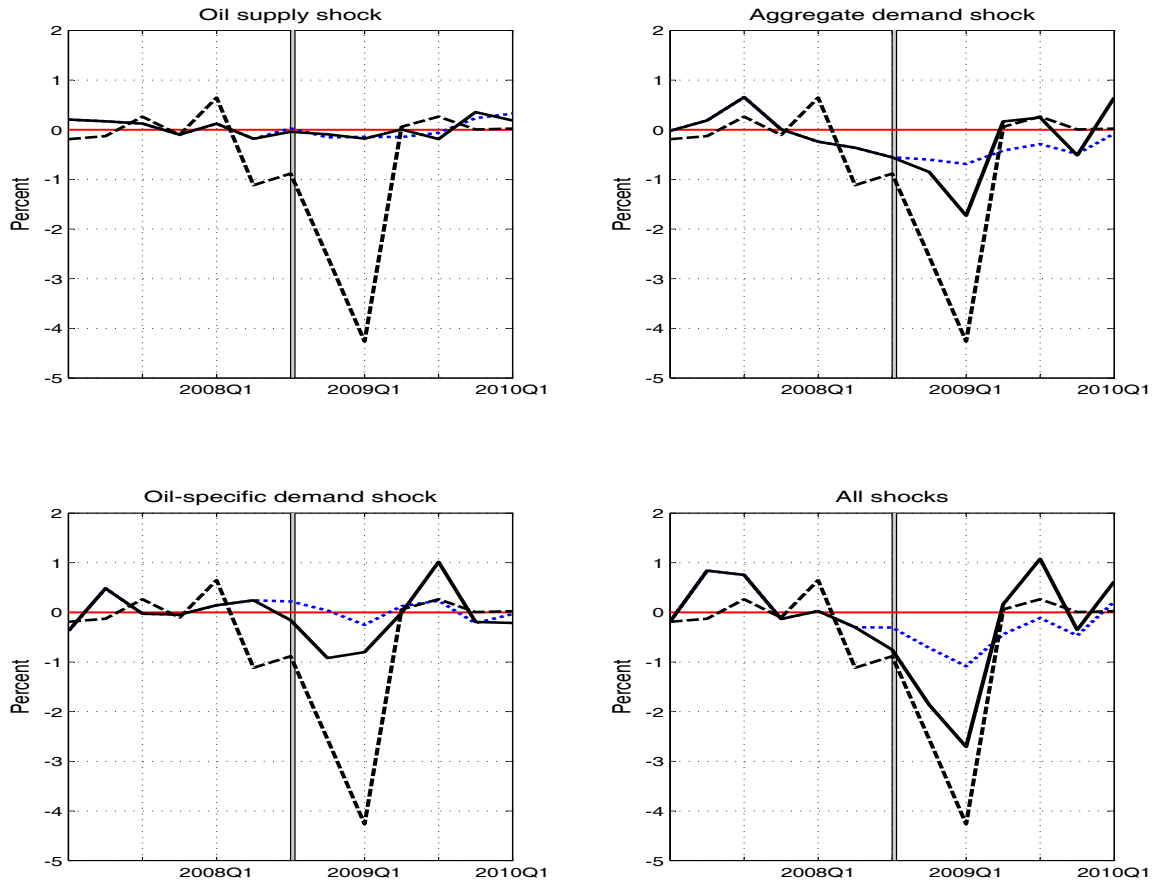 Oil supply shock
2
1
0
-1
-2
-3
-4
-5
Percent
2008Q1
2009Q1
2010Q1
Aggregate demand shock
2
1
0
-1
-2
-3
-4
-5
Percent
2008Q1
2009Q1
2010Q1
Oil-specific demand shock
2
1
0
-1
-2
-3
-4
-5
Percent
2008Q1
2009Q1
2010Q1
All shocks
2
1
0
-1
-2
-3
-4
-5
Percent
2008Q1
2009Q1
2010Q1